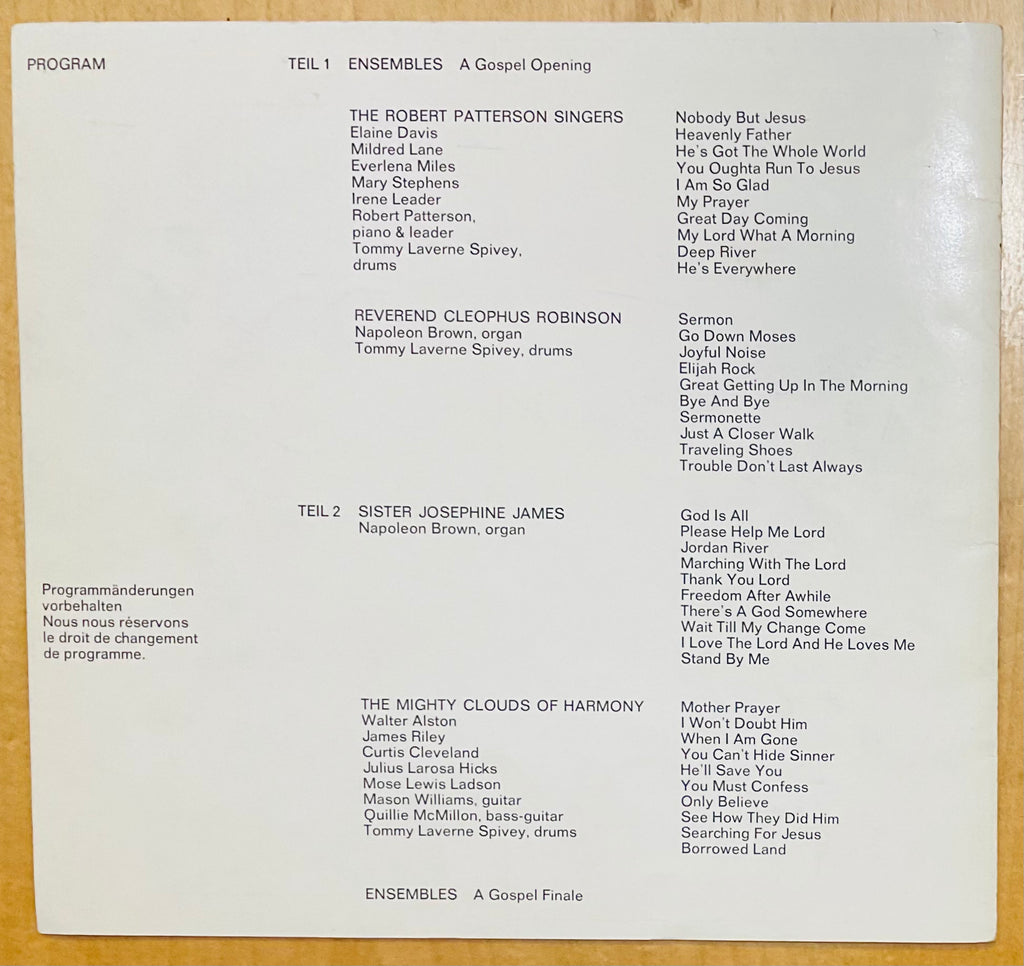 PROGRAM
TEIL 1 ENSEMBLES A Gospel Opening
THE ROBERT PATTERSON SINGERS
Elaine Davis
Mildred Lane
Everlena Miles
Mary Stephens
Irene Leader
Robert Patterson,
piano & leader
Tommy Laverne Spivey,
drums
Nobody But Jesus
Heavenly Father
He's Got The Whole World
You Oughta Run To Jesus
I Am So Glad
My Prayer
Great Day Coming
My Lord What A Morning
Deep River
He's Everywhere
REVEREND CLEOPHUS ROBINSON
Napoleon Brown, organ
Tommy Laverne Spivey, drums
Sermon
Go Down Moses
Joyful Noise
Elijah Rock
Great Getting Up In The Morning
Bye And Bye
Sermonette
Just A Closer Walk
Traveling Shoes
Trouble Don't Last Always
TEIL 2 SISTER JOSEPHINE JAMES
Napoleon Brown, organ
God Is All
Please Help Me Lord
Jordan River
Marching With The Lord
Thank You Lord
Freedom After Awhile
There's A God Somewhere
Wait Till My Change Come
I Love The Lord And He Loves Me
Stand By Me
Programmänderungen
vorbehalten
Nous nous réservons
le droit de changement
de programme.
THE MIGHTY CLOUDS OF HARMONY
Walter Alston
James Riley
Curtis Cleveland
Julius Larosa Hicks
Mose Lewis Ladson
Mason Williams, guitar
Quillie McMillon, bass-guitar
Tommy Laverne Spivey, drums
Mother Prayer
I Won't Doubt Him
When I Am Gone
You Can't Hide Sinner
He'll Save You
You Must Confess
Only Believe
See How They Did Him
Searching For Jesus
Borrowed Land
ENSEMBLES A Gospel Finale